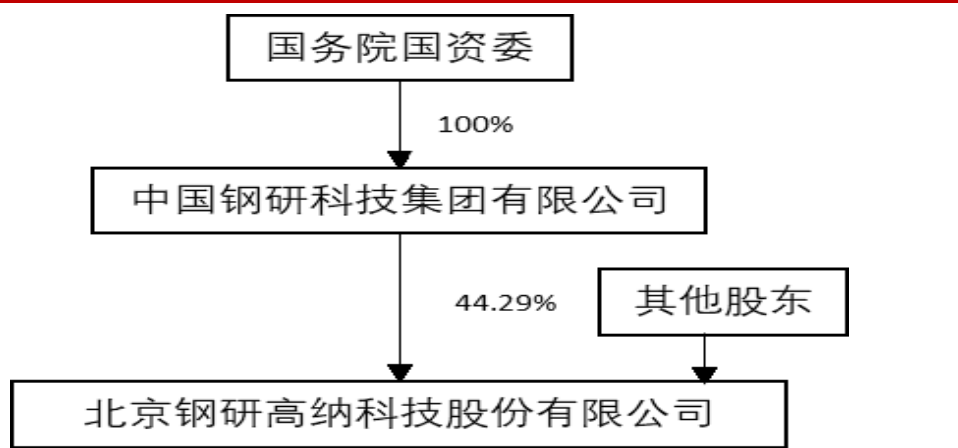 国务院国资委
100%
中国钢研科技集团有限公司
44.29%
其他股东
北京钢研高纳科技股份有限公司